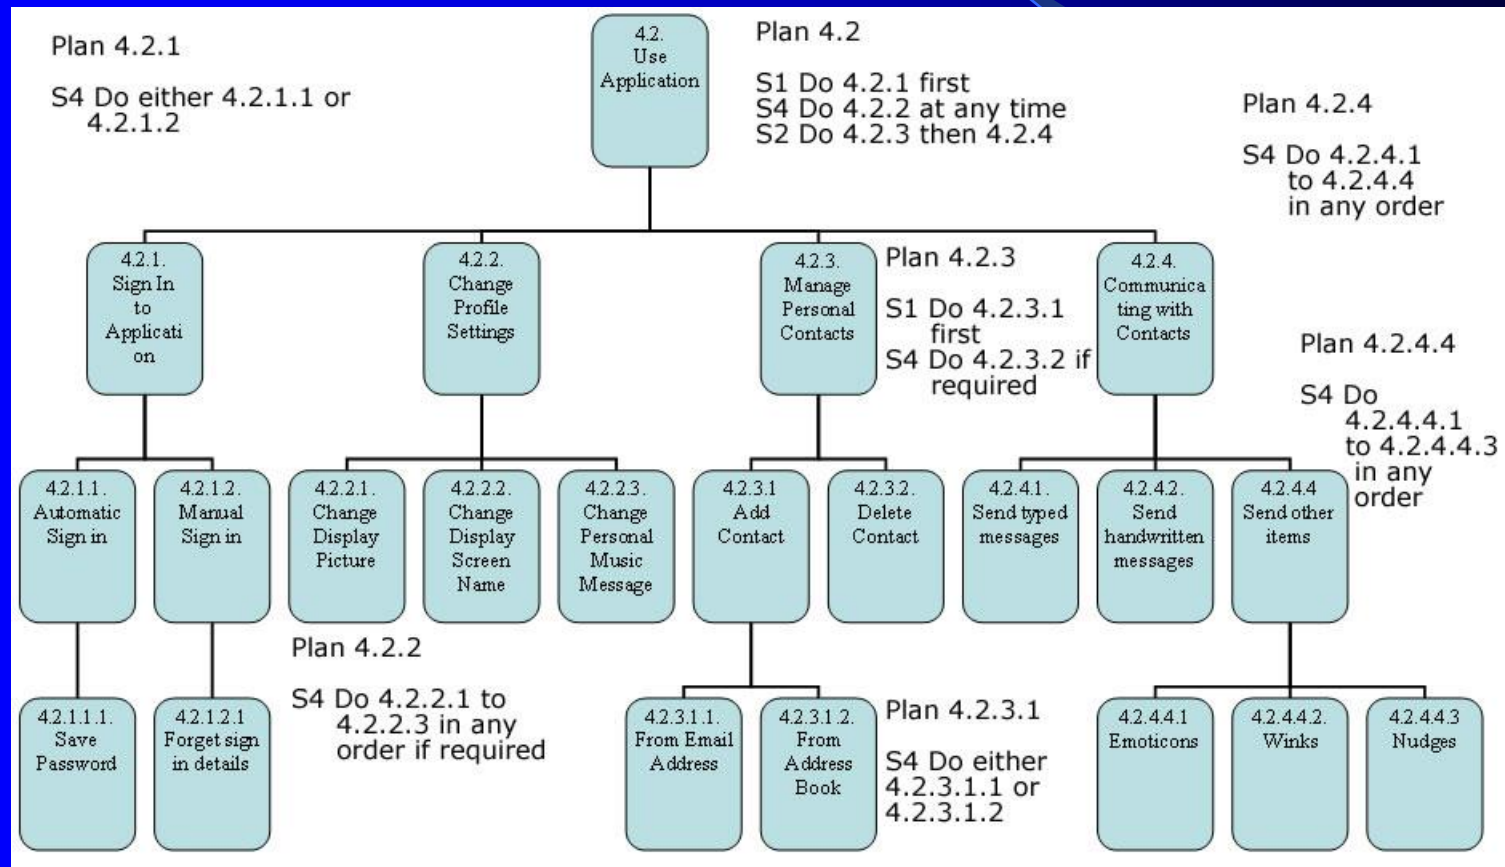 Plan 4.2.1
S4 Do either 4.2.1.1 or
4.2.1.2
4.2.
Use
Application
Plan 4.2
S1 Do 4.2.1 first
S4 Do 4.2.2 at any time
S2 Do 4.2.3 then 4.2.4
Plan 4.2.4
S4 Do 4.2.4.1
to 4.2.4.4
in any order
4.2.1.
Sign In
to
Applicati
on
4.2.2.
Change
Profile
Settings
4.2.3.
Manage
Personal
Contacts
Plan 4.2.3
S1 Do 4.2.3.1
first
S4 Do 4.2.3.2 if
required
4.2.4.
Communica
ting with
Contacts
Plan 4.2.4.4
S4 Do
4.2.4.4.1
to 4.2.4.4.3
in any
order
4.2.1.1.
Automatic
Sign in
4.2.1.2.
Manual
Sign in
4.2.2.1.
Change
Display
Picture
4.2.2.2.
Change
Display
Screen
Name
4.2.2.3.
Change
Personal
Music
Message
4.2.3.1
Add
Contact
4.2.3.2.
Delete
Contact
4.2.4.1.
Send typed
messages
4.2.4.2.
Send
handwritten
messages
4.2.4.4
Send other
items
Plan 4.2.2
S4 Do 4.2.2.1 to
4.2.2.3 in any
order if required
4.2.1.1.1.
Save
Password
4.2.1.2.1
Forget sign
in details
4.2.3.1.1.
From Email
Address
4.2.3.1.2.
From
Address
Book
Plan 4.2.3.1
S4 Do either
4.2.3.1.1 or
4.2.3.1.2
4.2.4.4.1
Emoticons
4.2.4.4.2.
Winks
4.2.4.4.3
Nudges